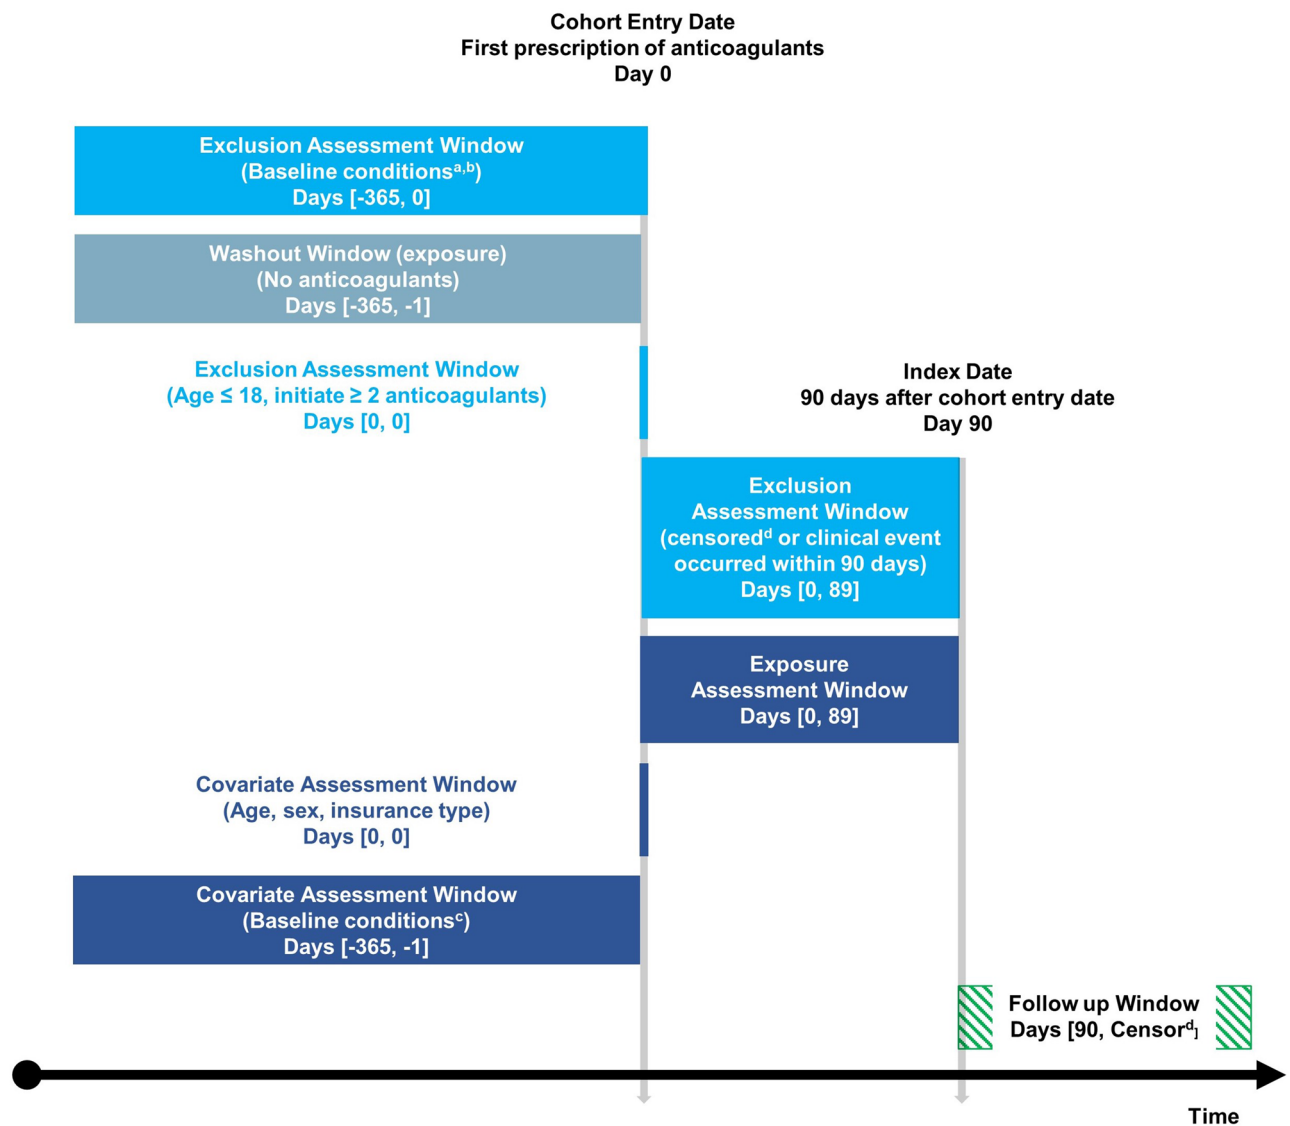 Cohort Entry Date
First prescription of anticoagulants
Day 0
Exclusion Assessment Window
(Baseline conditionsᵃ,ᵇ)
Days [-365, 0]
Washout Window (exposure)
(No anticoagulants)
Days [-365, -1]
Exclusion Assessment Window
(Age ≤ 18, initiate ≥ 2 anticoagulants)
Days [0, 0]
Index Date
90 days after cohort entry date
Day 90
Exclusion
Assessment Window
(censoredᵈ or clinical event
occurred within 90 days)
Days [0, 89]
Exposure
Assessment Window
Days [0, 89]
Covariate Assessment Window
(Age, sex, insurance type)
Days [0, 0]
Covariate Assessment Window
(Baseline conditionsᶜ)
Days [-365, -1]
Follow up Window
Days [90, Censorᵈ]
Time